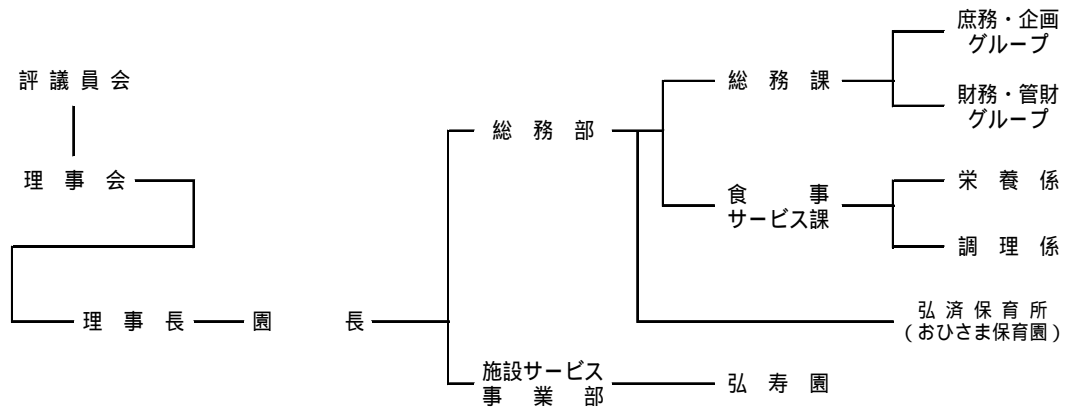 評議員会
理事会
理事長
園長
総務部
施設サービス
事業部
総務課
食事
サービス課
弘寿園
庶務・企画
グループ
財務・管財
グループ
栄養係
調理係
弘済保育所
(おひさま保育園)